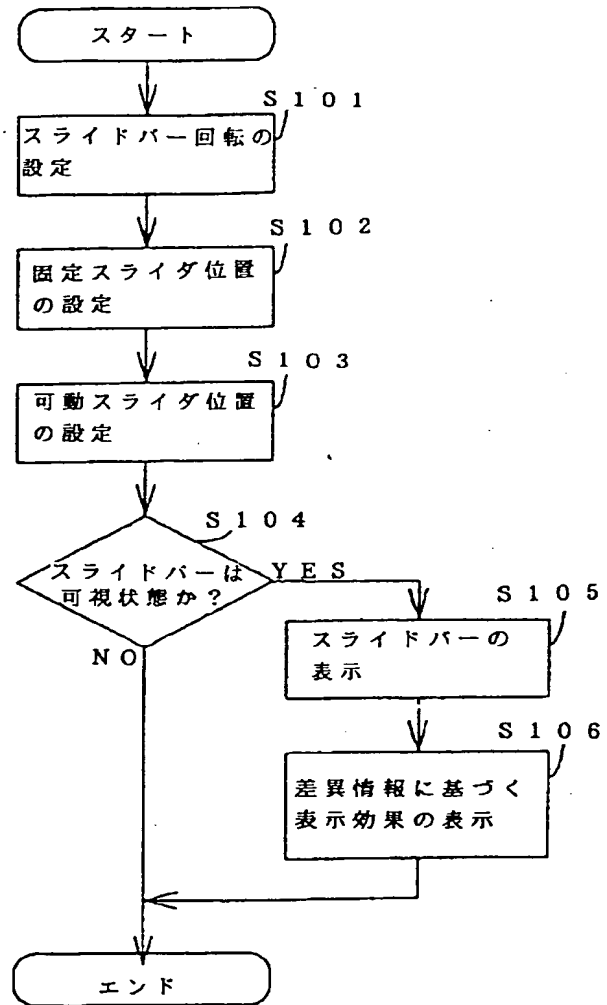 スタート
S101
スライドバー回転の
設定
S102
固定スライダ位置
の設定
S103
可動スライダ位置
の設定
S104
スライドバーは
可視状態か?
YES
NO
S105
スライドバーの
表示
S106
差異情報に基づく
表示効果の表示
エンド